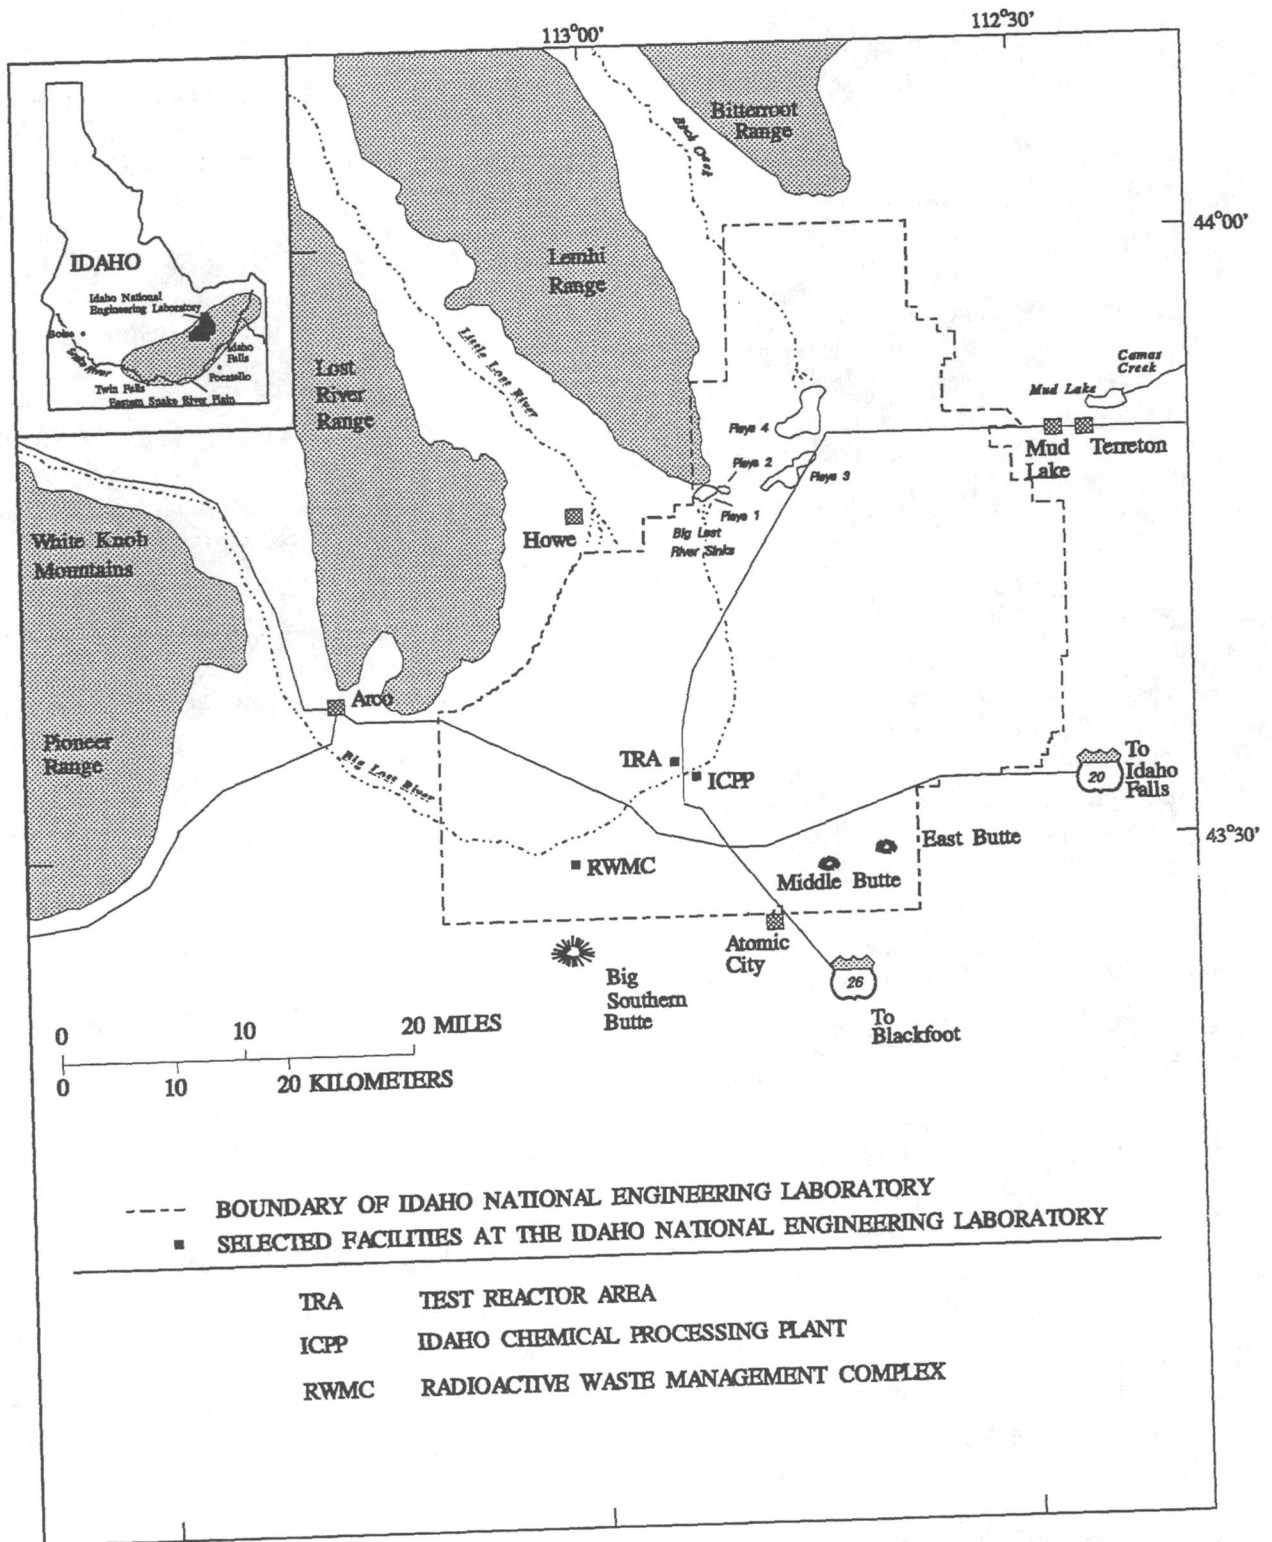 113°00'
112°30'
Bitterroot
Range
Birch Creek
44°00'
IDAHO
Idaho National
Engineering Laboratory
Boise
Snake River
Idaho
Falls
Pocatello
Twin Falls
Eastern Snake River Plain
Lemhi
Range
Lost
River
Range
Little Lost River
Camas
Creek
Mud Lake
Playa 4
Mud
Lake
Terreton
Playa 2
Playa 3
Playa 1
Big Lost
River Sinks
Howe
White Knob
Mountains
Arco
Pioneer
Range
Big Lost River
TRA
ICPP
20
To
Idaho
Falls
43°30'
East Butte
Middle Butte
RWMC
Atomic
City
Big
Southern
Butte
26
To
Blackfoot
0 10 20 MILES
0 10 20 KILOMETERS
BOUNDARY OF IDAHO NATIONAL ENGINEERING LABORATORY
SELECTED FACILITIES AT THE IDAHO NATIONAL ENGINEERING LABORATORY
TRA TEST REACTOR AREA
ICPP IDAHO CHEMICAL PROCESSING PLANT
RWMC RADIOACTIVE WASTE MANAGEMENT COMPLEX